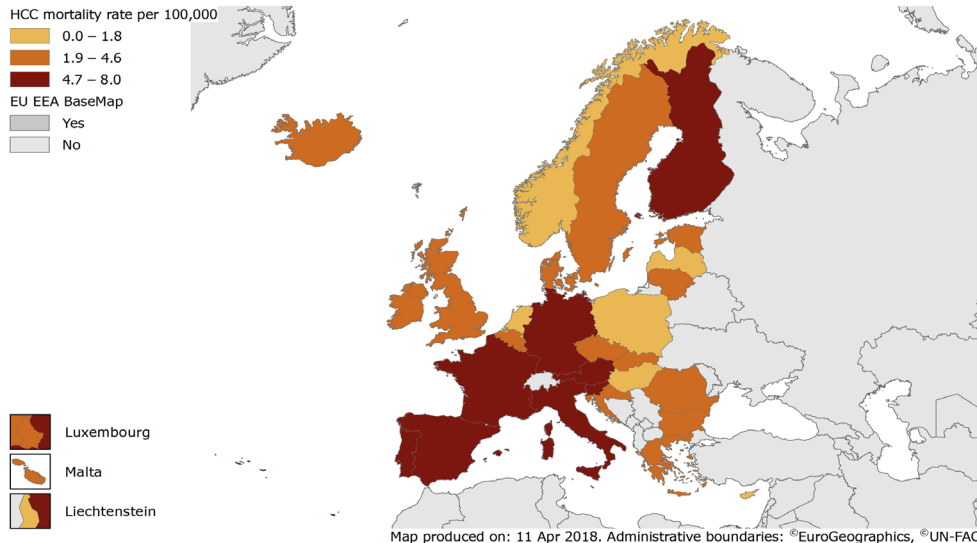 HCC mortality rate per 100,000
0.0 – 1.8
1.9 – 4.6
4.7 – 8.0
EU EEA BaseMap
Yes
No
Luxembourg
Malta
Liechtenstein
Map produced on: 11 Apr 2018. Administrative boundaries: ©EuroGeographics, ©UN-FAO